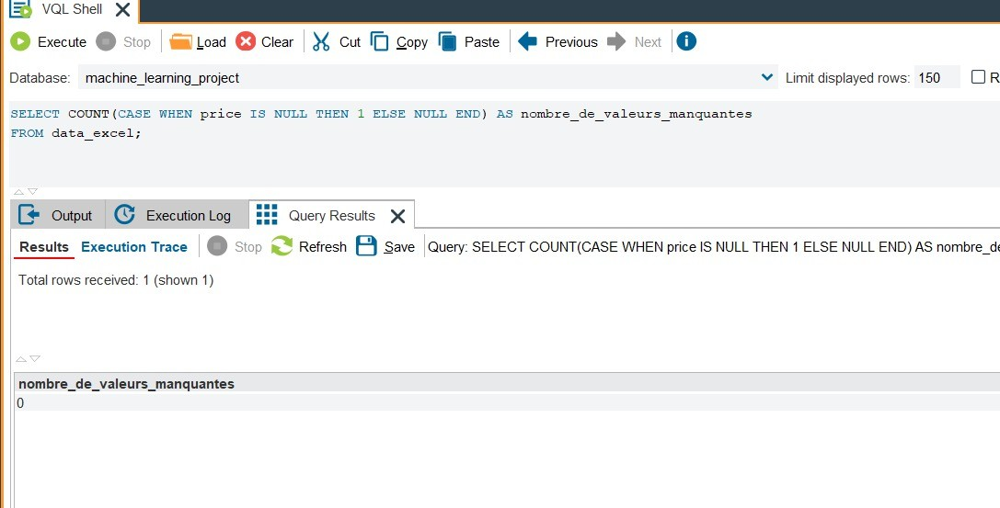 VQL Shell
Execute Stop Load Clear Cut Copy Paste Previous Next
Database: machine_learning_project Limit displayed rows: 150 R
SELECT COUNT(CASE WHEN price IS NULL THEN 1 ELSE NULL END) AS nombre_de_valeurs_manquantes
FROM data_excel;
Output Execution Log Query Results
Results Execution Trace Stop Refresh Save Query: SELECT COUNT(CASE WHEN price IS NULL THEN 1 ELSE NULL END) AS nombre_de
Total rows received: 1 (shown 1)
nombre_de_valeurs_manquantes
0